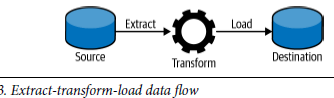 Extract
Load
Source
Transform
Destination
3. Extract-transform-load data flow